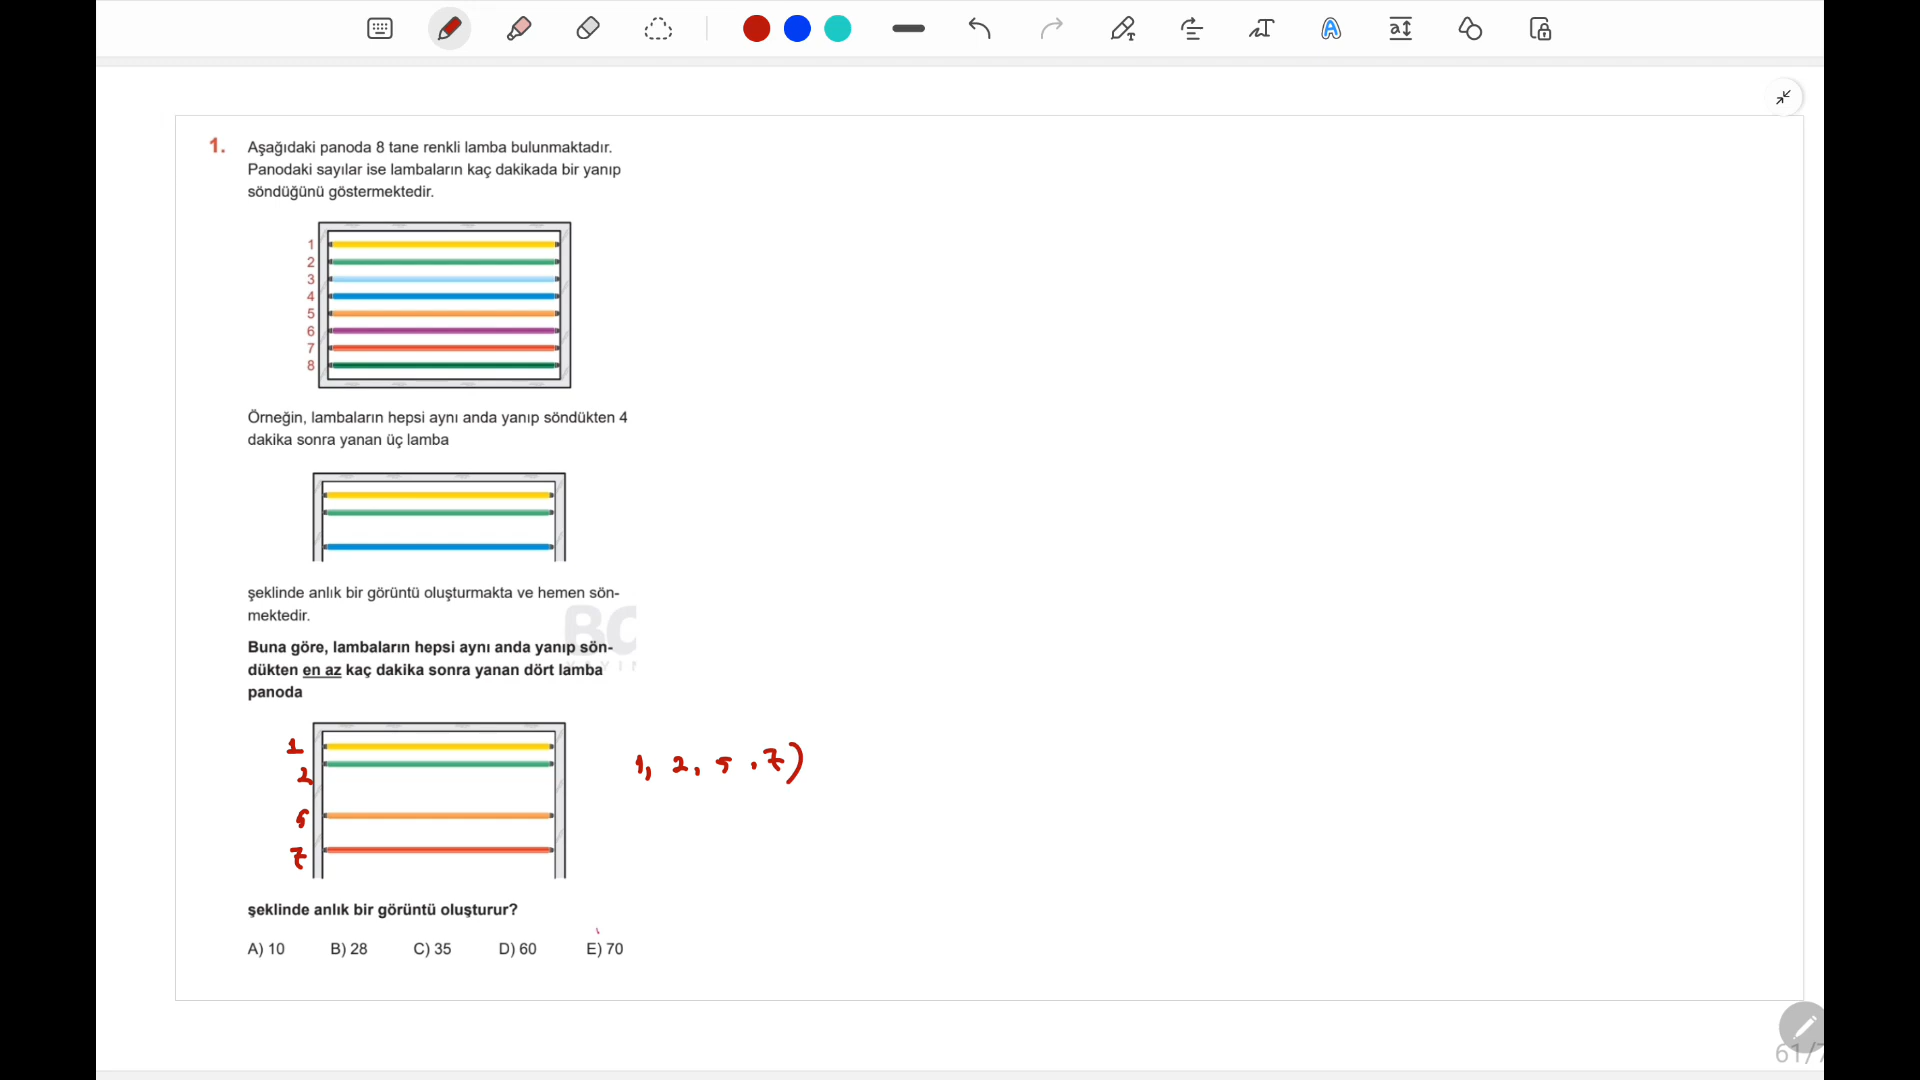 1. Aşağıdaki panoda 8 tane renkli lamba bulunmaktadır.
Panodaki sayılar ise lambaların kaç dakikada bir yanıp
söndüğünü göstermektedir.
1
2
3
4
5
6
7
8
Örneğin, lambaların hepsi aynı anda yanıp söndükten 4
dakika sonra yanan üç lamba
şeklinde anlık bir görüntü oluşturmakta ve hemen sön-
mektedir.
Buna göre, lambaların hepsi aynı anda yanıp sön-
dükten en az kaç dakika sonra yanan dört lamba
panoda
1
2
5
7
1, 2, 5, 7)
şeklinde anlık bir görüntü oluşturur?
A) 10 B) 28 C) 35 D) 60 E) 70
61/7